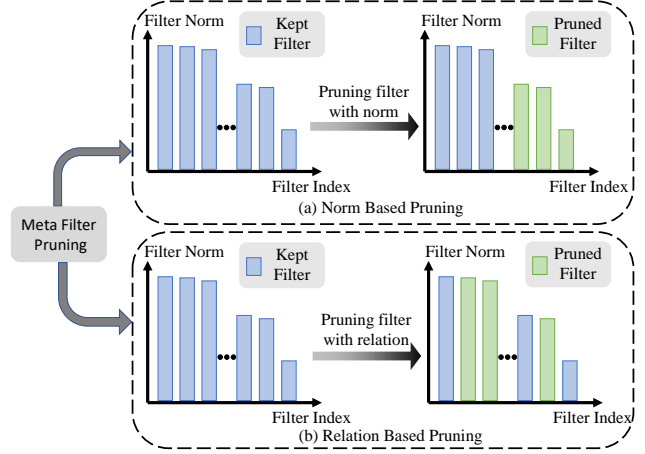 Filter Norm
Kept
Filter
Pruning filter
with norm
Filter Index
Filter Norm
Pruned
Filter
Filter Index
(a) Norm Based Pruning
Meta Filter
Pruning
Filter Norm
Kept
Filter
Pruning filter
with relation
Filter Index
Filter Norm
Pruned
Filter
Filter Index
(b) Relation Based Pruning